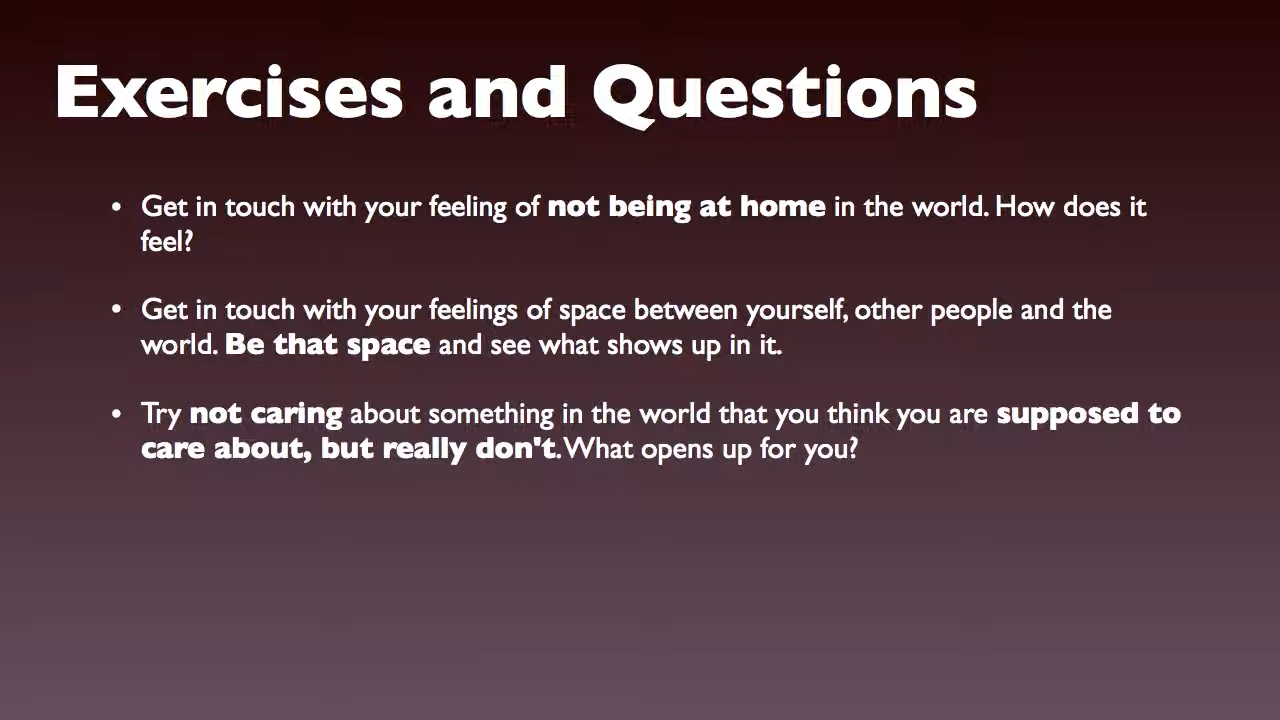 Exercises and Questions
• Get in touch with your feeling of not being at home in the world. How does it
feel?
• Get in touch with your feelings of space between yourself, other people and the
world. Be that space and see what shows up in it.
• Try not caring about something in the world that you think you are supposed to
care about, but really don't. What opens up for you?